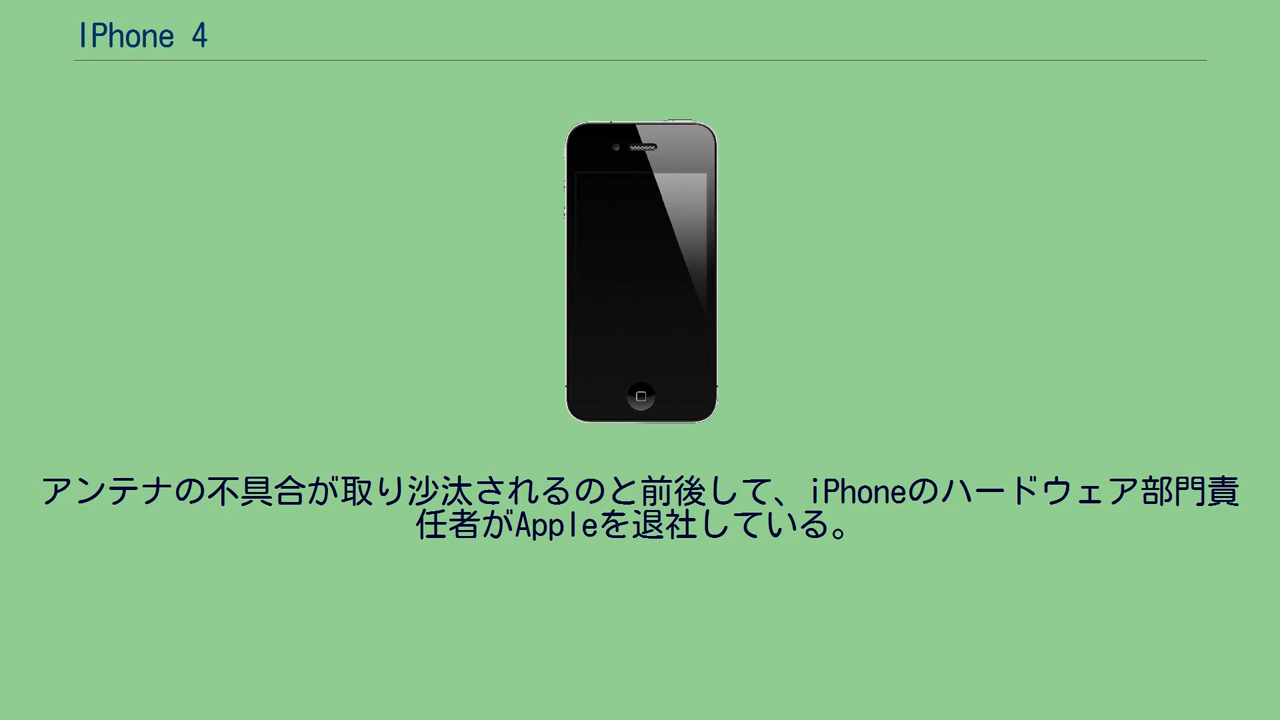 IPhone 4
アンテナの不具合が取り沙汰されるのと前後して、iPhoneのハードウェア部門責
任者がAppleを退社している。